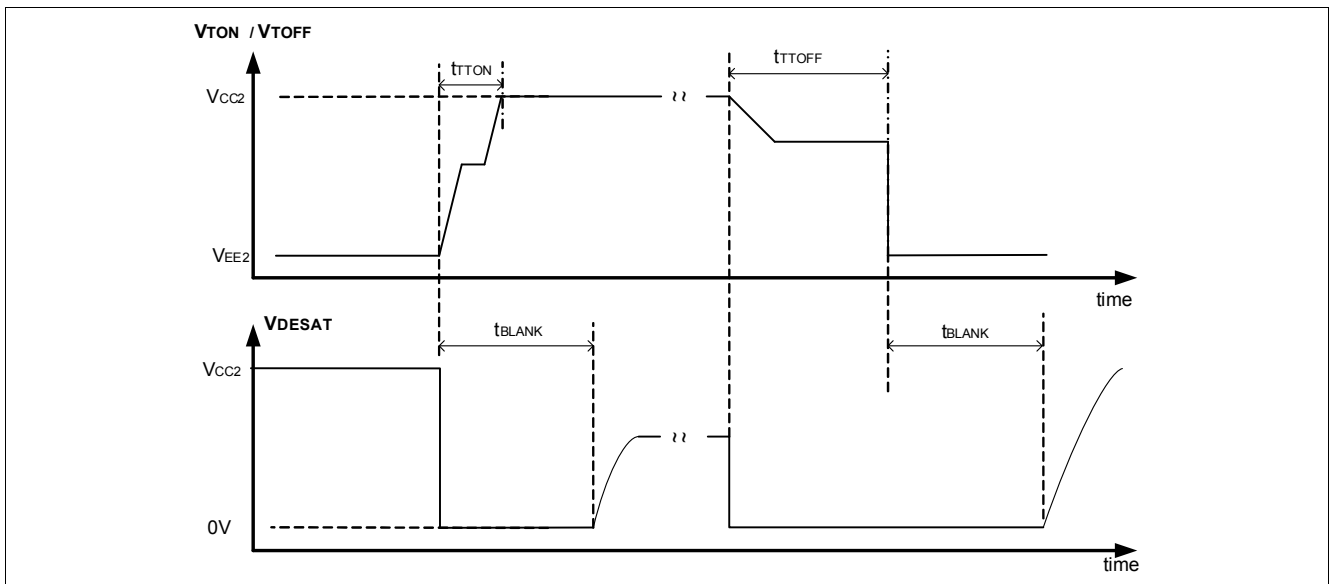 VTON / VTOFF
tTTON
tTTOFF
VCC2
VEE2
time
VDESAT
tBLANK
tBLANK
VCC2
0V
time